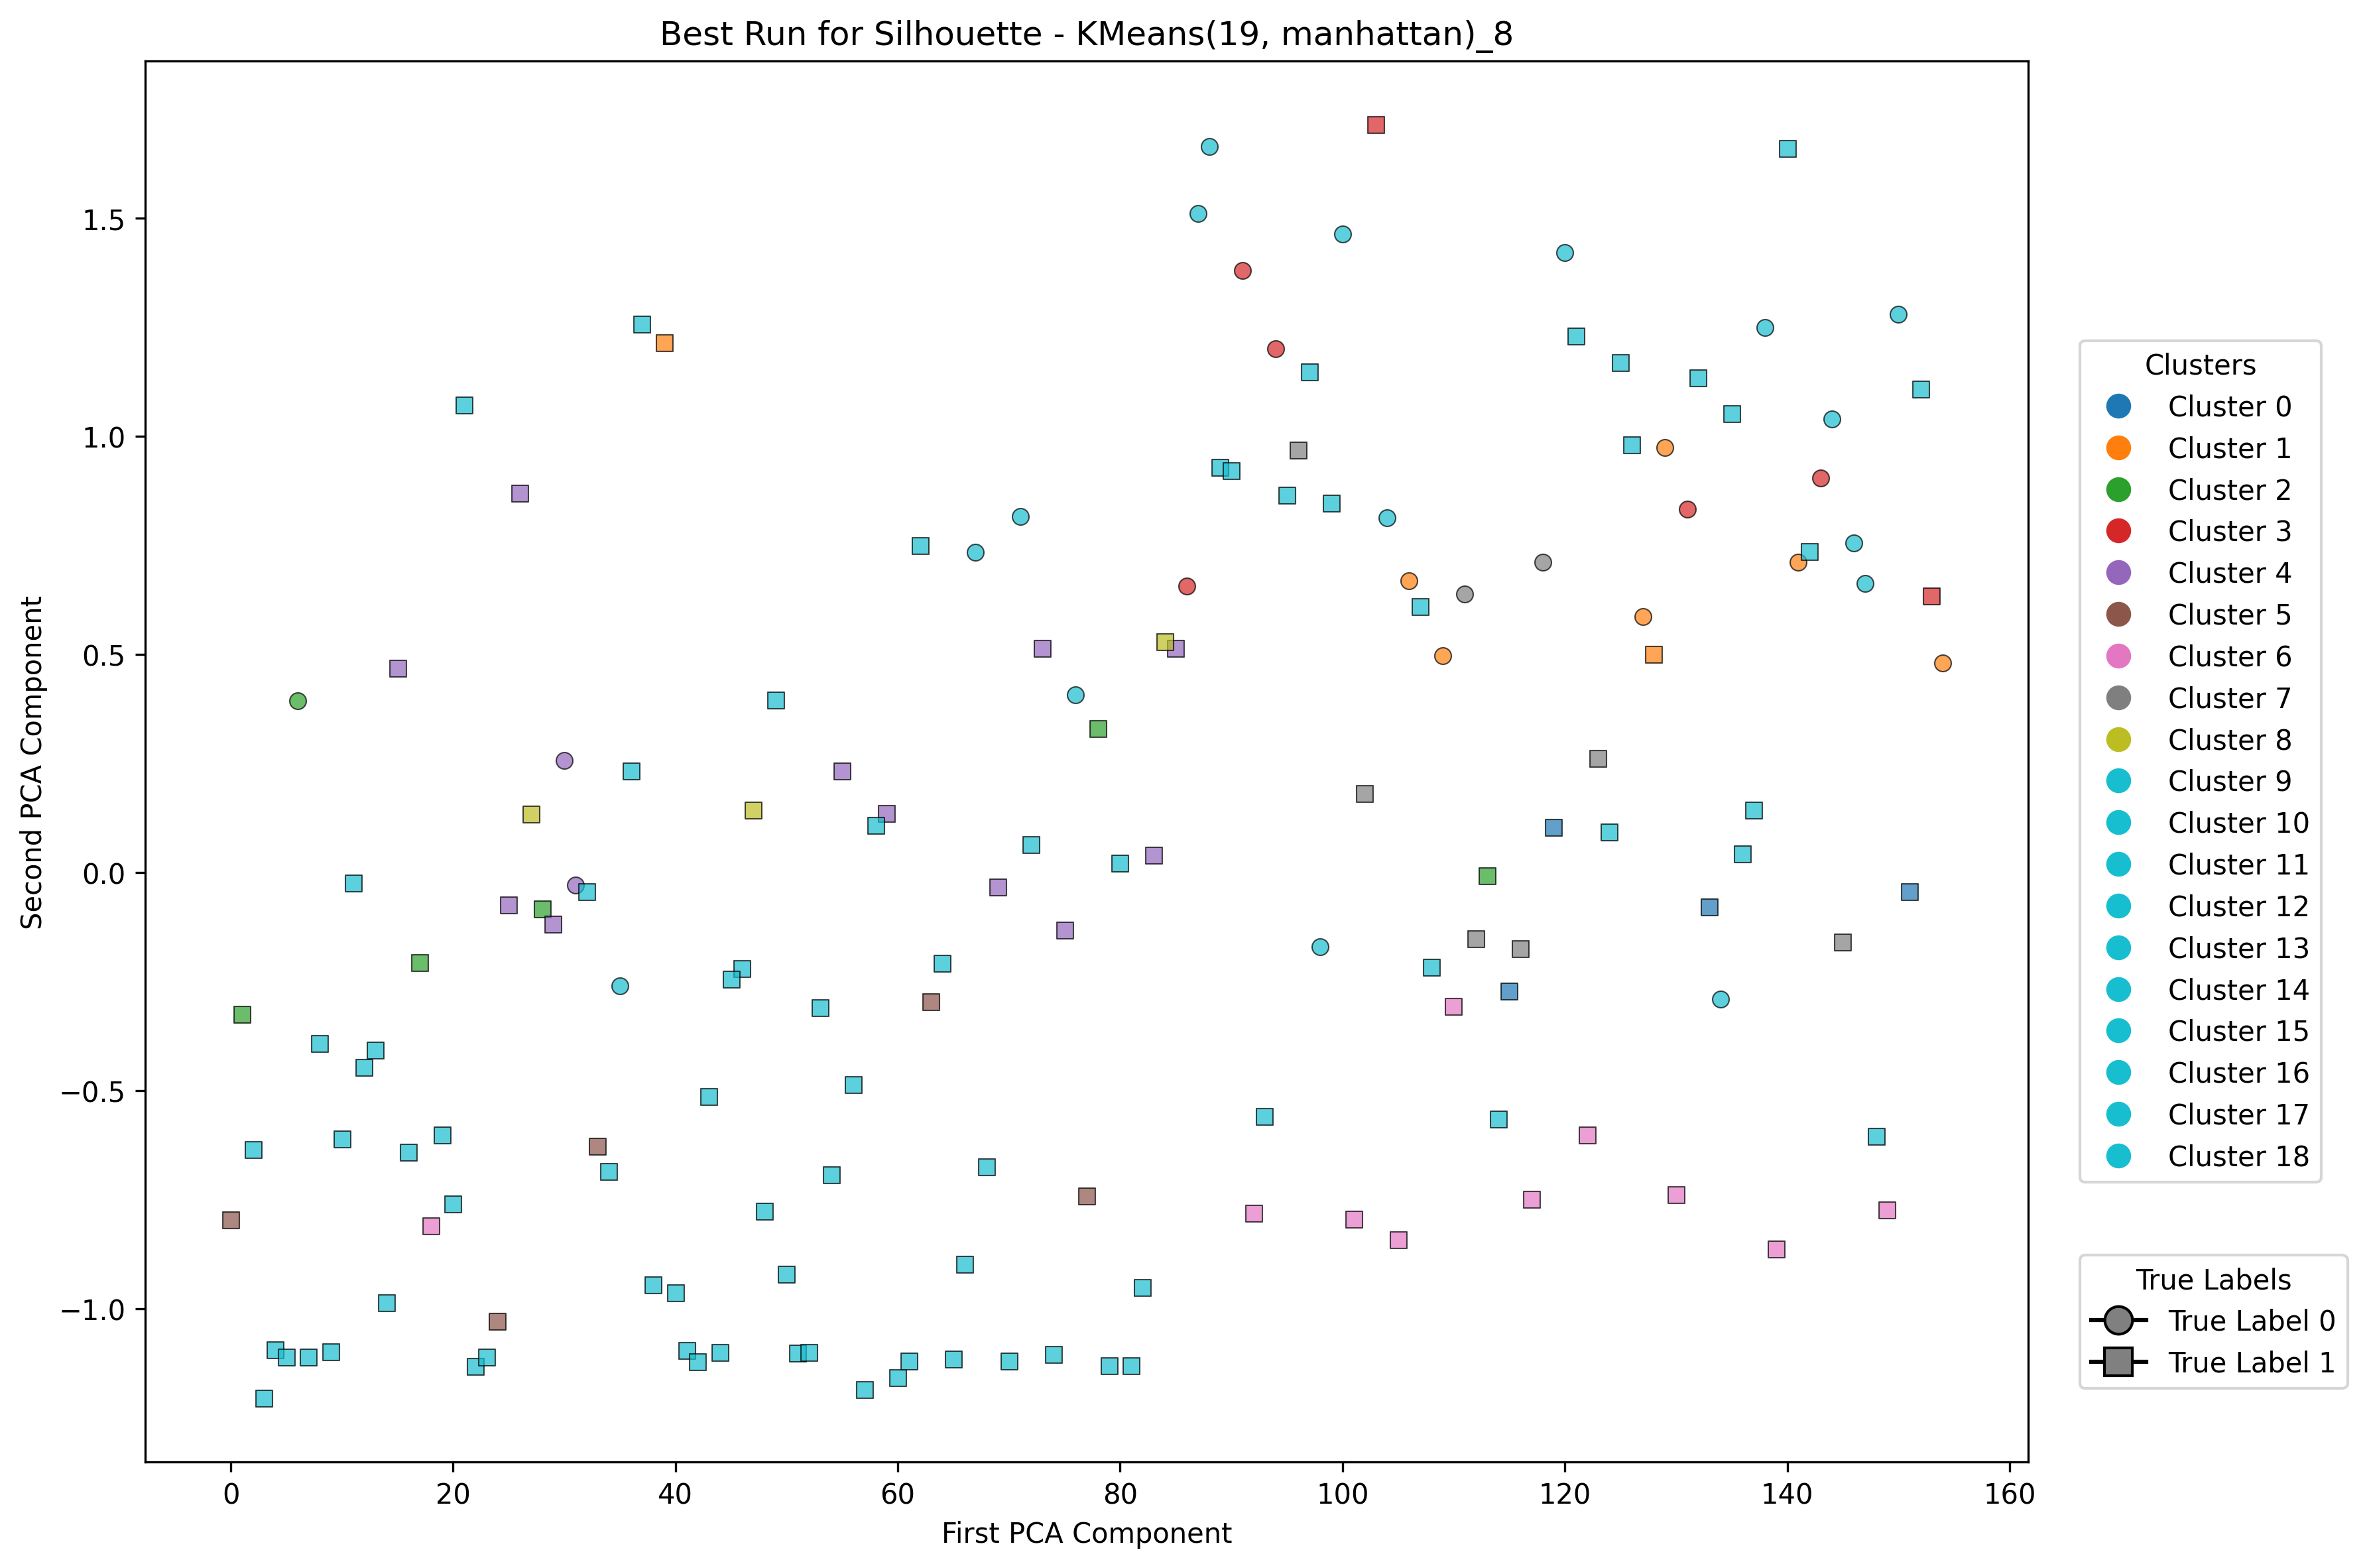 Best Run for Silhouette - KMeans(19, manhattan)_8
Second PCA Component
1.5
1.0
0.5
0.0
−0.5
−1.0
0 20 40 60 80 100 120 140 160
First PCA Component
Clusters
Cluster 0
Cluster 1
Cluster 2
Cluster 3
Cluster 4
Cluster 5
Cluster 6
Cluster 7
Cluster 8
Cluster 9
Cluster 10
Cluster 11
Cluster 12
Cluster 13
Cluster 14
Cluster 15
Cluster 16
Cluster 17
Cluster 18
True Labels
True Label 0
True Label 1